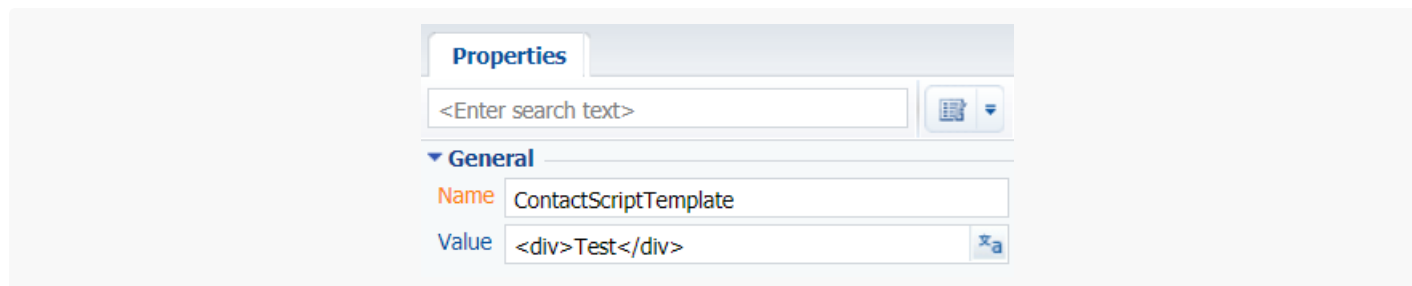 Properties
<Enter search text>
General
Name ContactScriptTemplate
Value <div>Test</div>